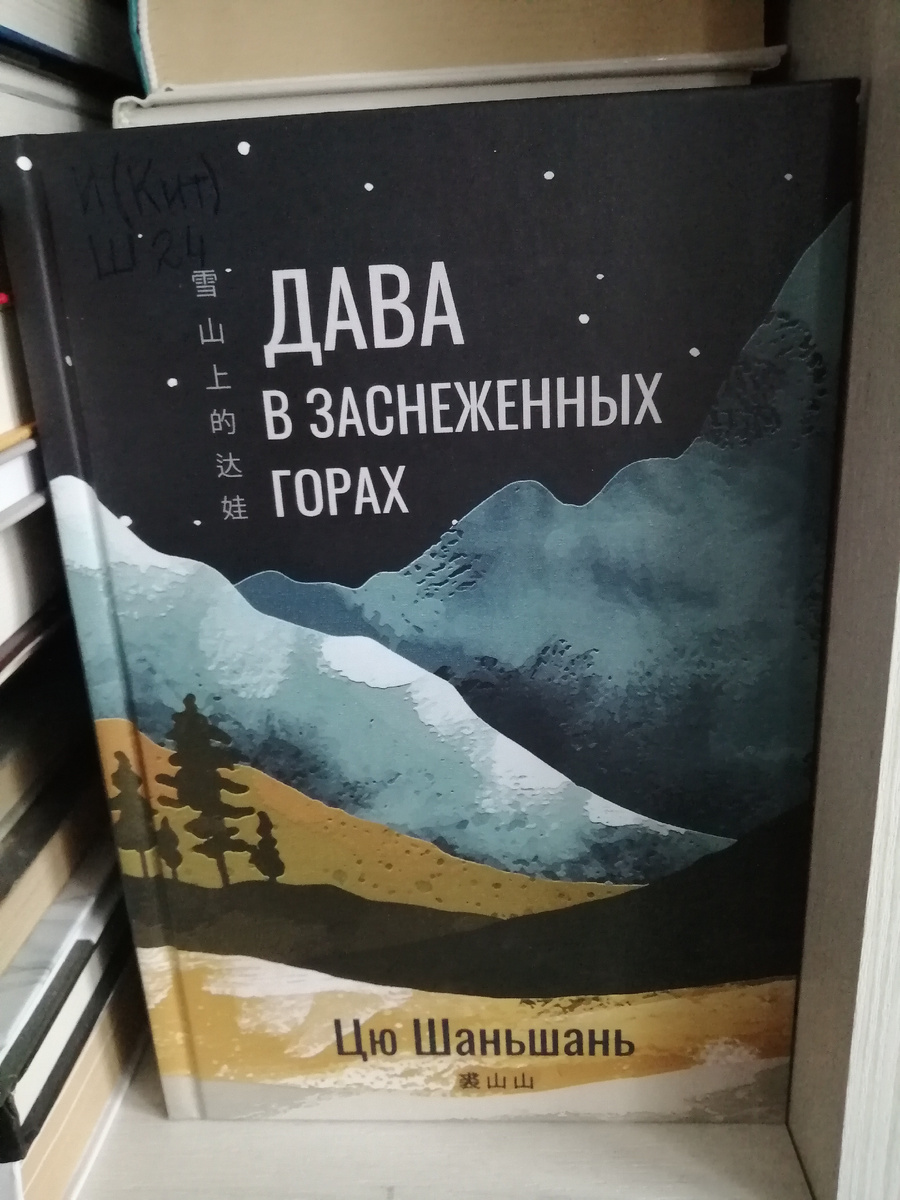 И(Кит)
Ш 24
雪山上的达娃
ДАВА
В ЗАСНЕЖЕННЫХ
ГОРАХ
Цю Шаньшань
裘山山